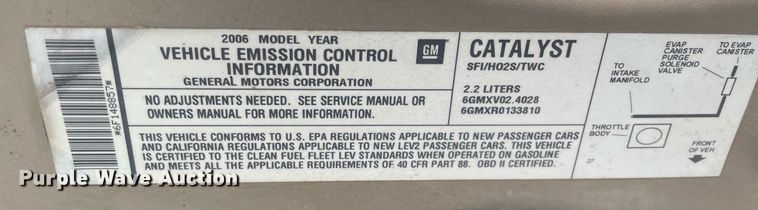 *6F148857*
2006 MODEL YEAR
VEHICLE EMISSION CONTROL
INFORMATION
GENERAL MOTORS CORPORATION
GM
NO ADJUSTMENTS NEEDED. SEE SERVICE MANUAL OR
OWNERS MANUAL FOR MORE INFORMATION.
CATALYST
SFI/HO2S/TWC
2.2 LITERS
6GMXV02.4028
6GMXR0133810
THIS VEHICLE CONFORMS TO U.S. EPA REGULATIONS APPLICABLE TO NEW PASSENGER CARS
AND CALIFORNIA REGULATIONS APPLICABLE TO NEW LEV2 PASSENGER CARS. THIS VEHICLE
IS CERTIFIED TO THE CLEAN FUEL FLEET LEV STANDARDS WHEN OPERATED ON GASOLINE
AND MEETS ALL THE APPLICABLE REQUIREMENTS OF 40 CFR PART 88. OBD II CERTIFIED.
EVAP
CANISTER
PURGE
SOLENOID
VALVE
TO EVAP
CANISTER
TO
INTAKE
MANIFOLD
THROTTLE
BODY
FRONT
OF VEH
27
Purple Wave Auction